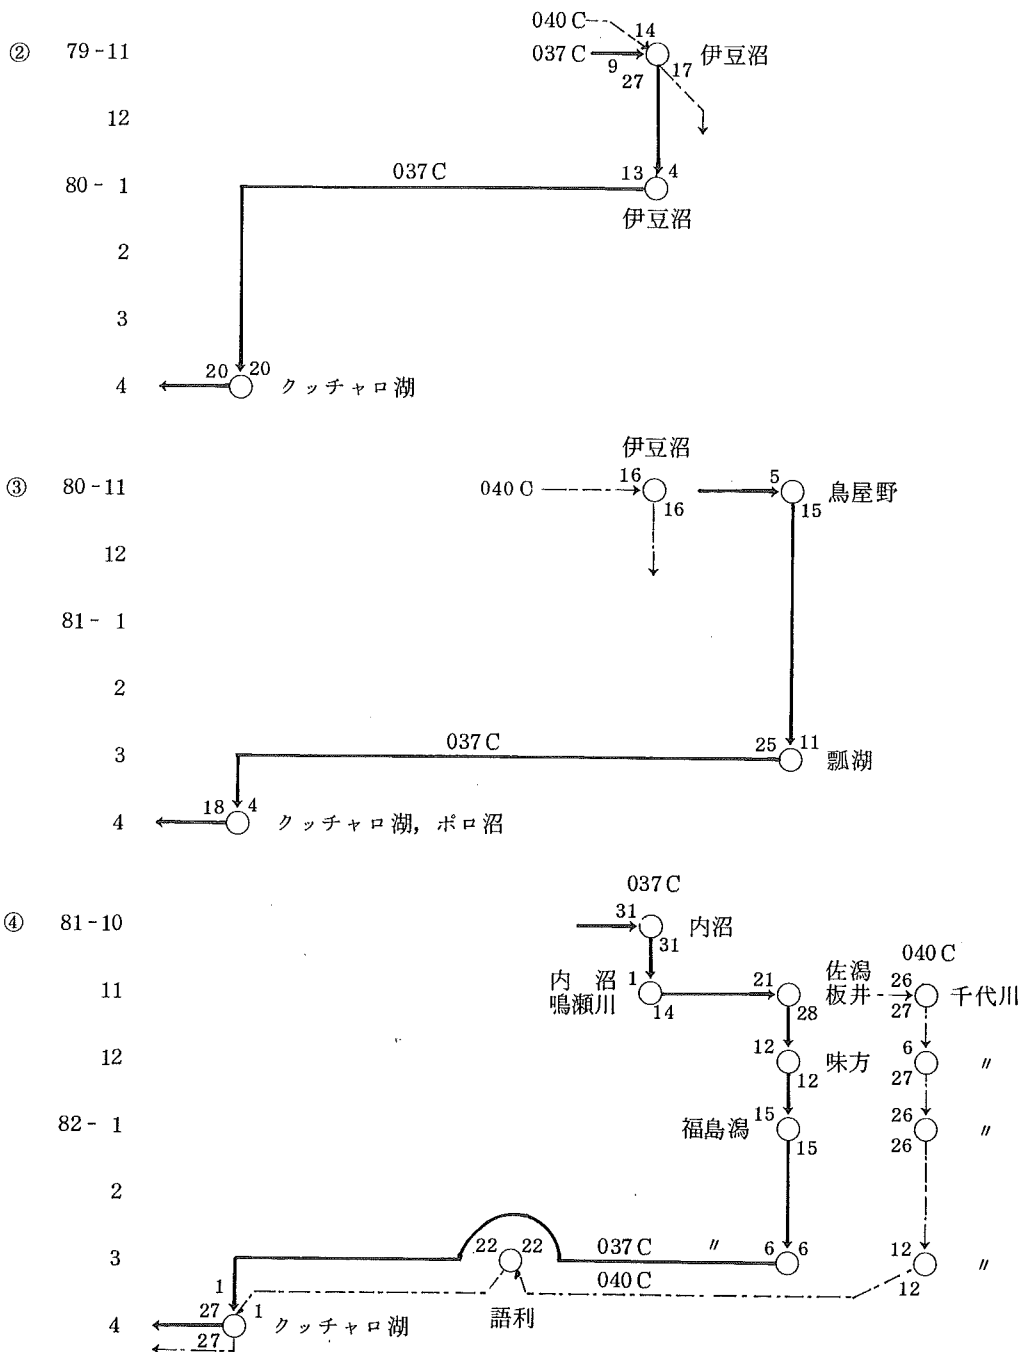 040C 14
② 79-11 037C 9 27 17 伊豆沼
12
80-1 037C 13 4
伊豆沼
2
3
4 20 20 クッチャロ湖
伊豆沼
③ 80-11 040C 16 16 5 15 鳥屋野
12
81-1
2
3 037C 25 11 瓢湖
4 18 4 クッチャロ湖, ポロ沼
037C
④ 81-10 31 31 内沼
040C
11 内沼 1 21 佐潟 26 千代川
鳴瀬川 14 28 板井 27
12 12 12 味方 6 27 〃
82-1 福島潟 15 15 26 26 〃
2
3 22 22 037C 〃 6 6 12 12 〃
040C
1 語利
4 27 1 クッチャロ湖
27